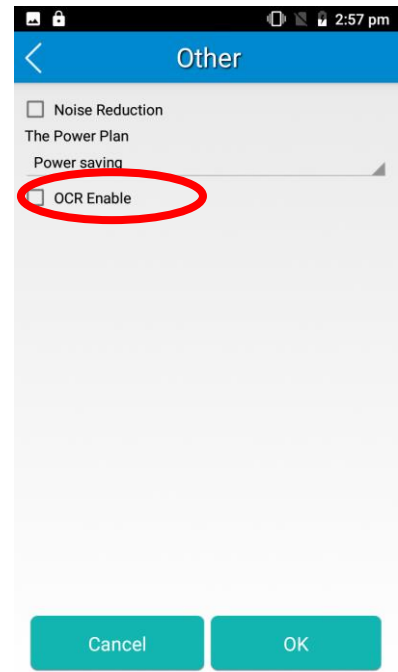 2:57 pm
Other
Noise Reduction
The Power Plan
Power saving
OCR Enable
Cancel
OK